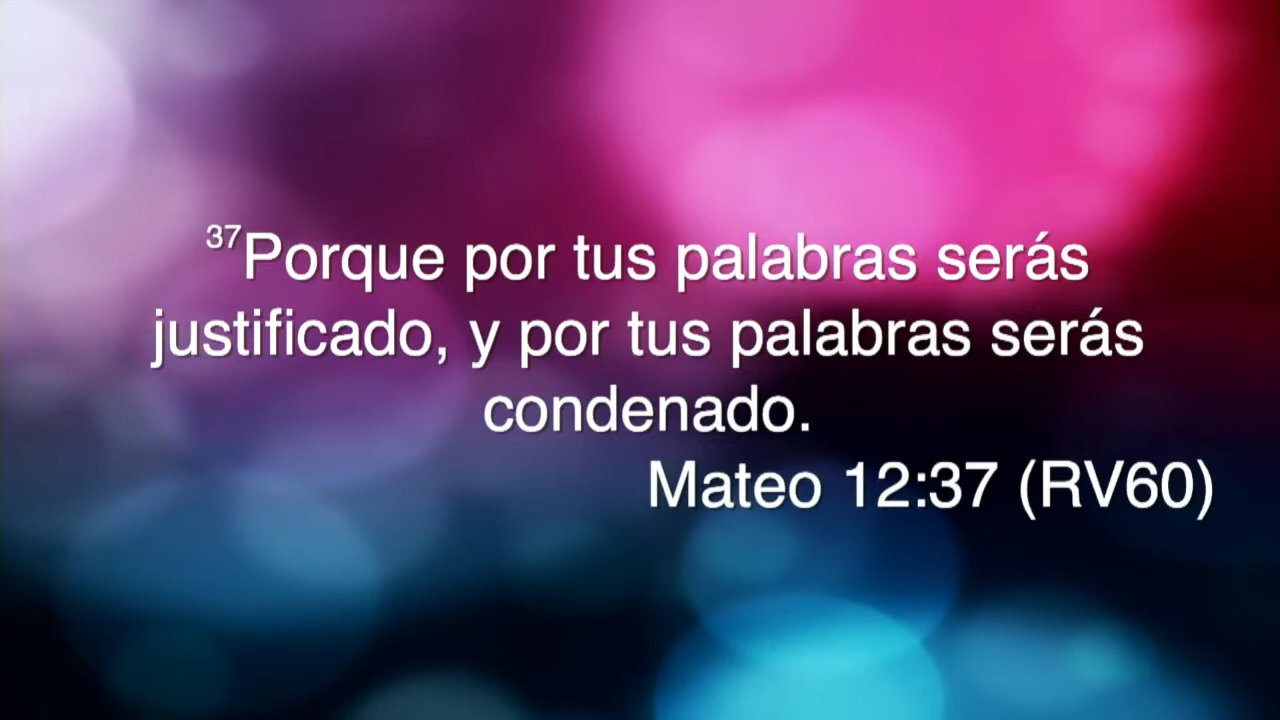 37Porque por tus palabras serás
justificado, y por tus palabras serás
condenado.
Mateo 12:37 (RV60)